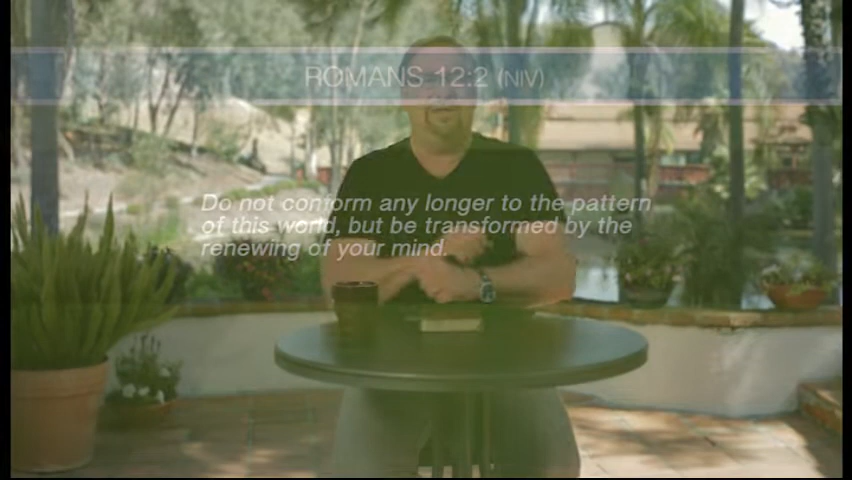 ROMANS 12:2 (NIV)
Do not conform any longer to the pattern
of this world, but be transformed by the
renewing of your mind.